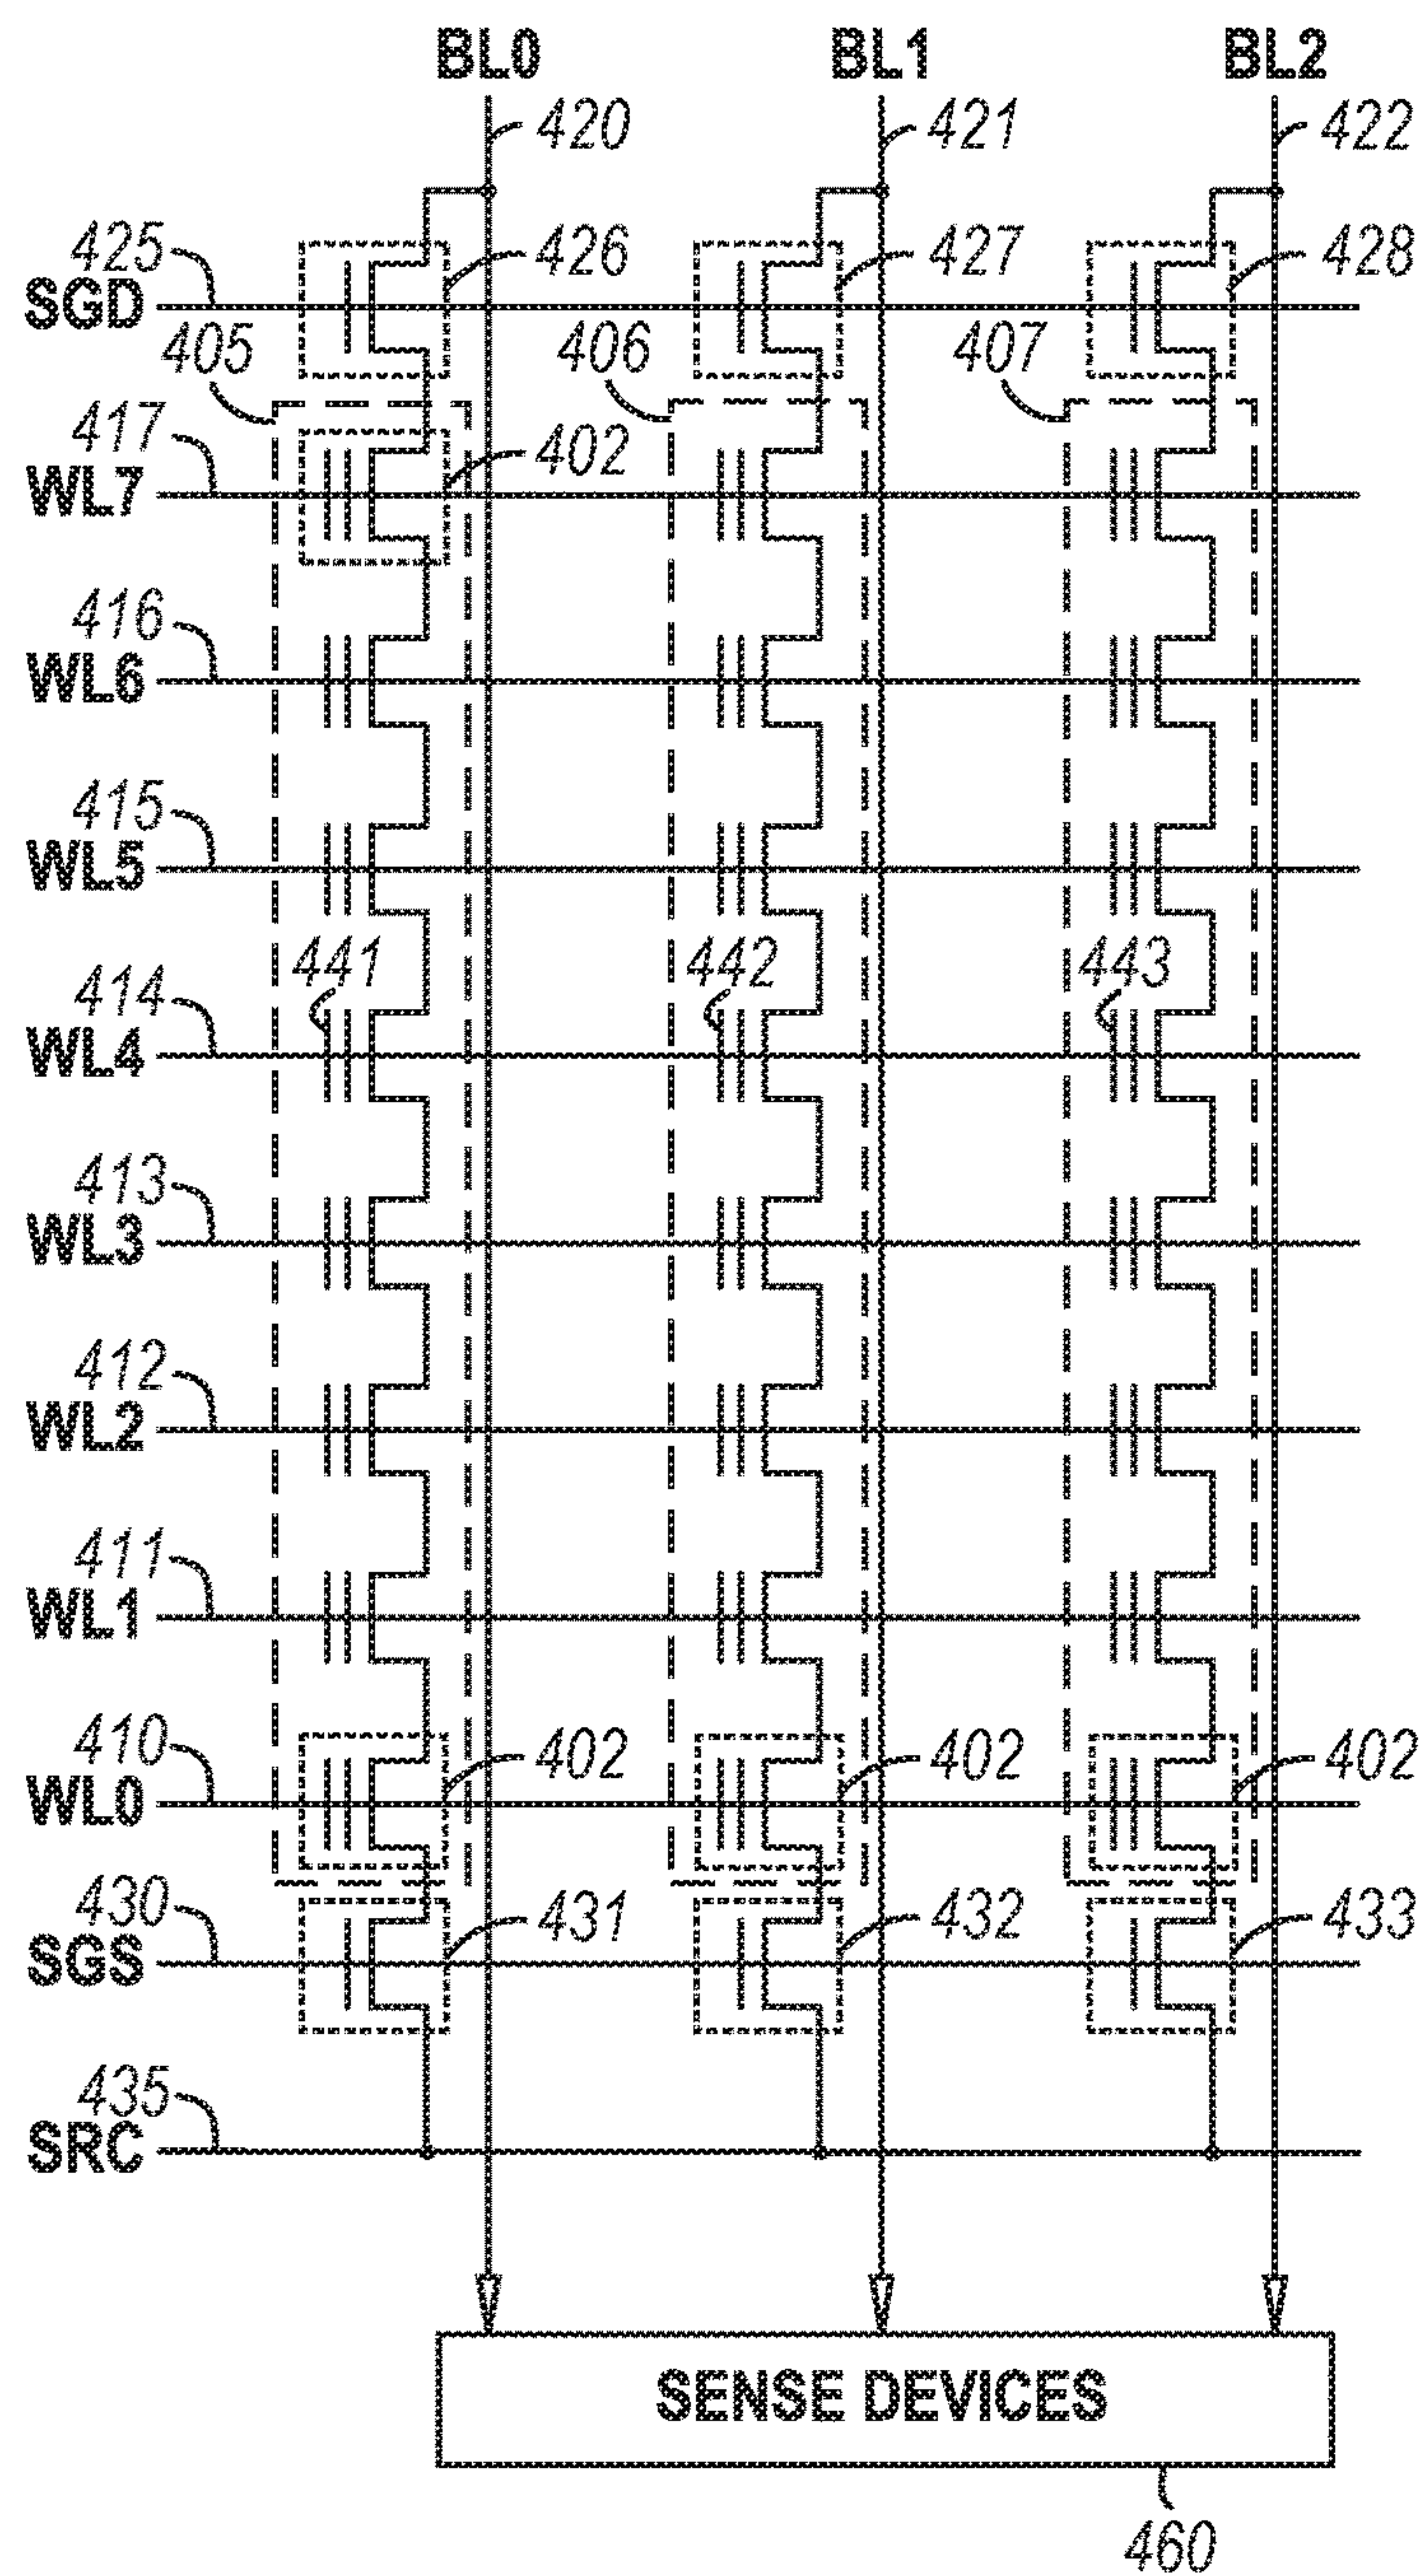 BL0 BL1 BL2
420 421 422
425 426 427 428
SGD
405 406 407
417 402
WL7
416
WL6
415
WL5
441 442 443
414
WL4
413
WL3
412
WL2
411
WL1
410 402 402 402
WL0
430 431 432 433
SGS
435
SRC
SENSE DEVICES
460